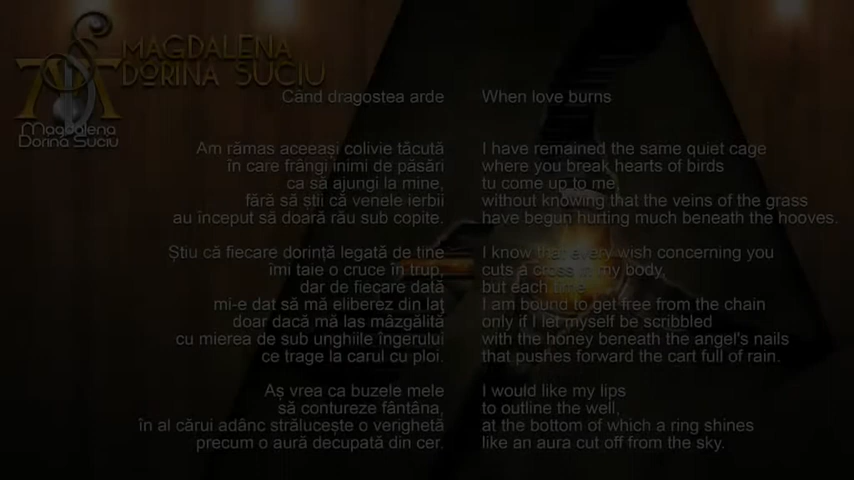 MAGDALENA
DORINA SUCIU
Magdalena
Dorina Suciu
Când dragostea arde
Am rămas aceeași colivie tăcută
în care frângi inimi de păsări
ca să ajungi la mine,
fără să știi că venele ierbii
au început să doară rău sub copite.
Știu că fiecare dorință legată de tine
îmi taie o cruce în trup,
dar de fiecare dată
mi-e dat să mă eliberez din laț
doar dacă mă las mâzgălită
cu mierea de sub unghiile îngerului
ce trage la carul cu ploi.
Aș vrea ca buzele mele
să contureze fântâna,
în al cărui adânc strălucește o verighetă
precum o aură decupată din cer.
When love burns
I have remained the same quiet cage
where you break hearts of birds
tu come up to me,
without knowing that the veins of the grass
have begun hurting much beneath the hooves.
I know that every wish concerning you
cuts a cross in my body,
but each time
I am bound to get free from the chain
only if I let myself be scribbled
with the honey beneath the angel's nails
that pushes forward the cart full of rain.
I would like my lips
to outline the well,
at the bottom of which a ring shines
like an aura cut off from the sky.